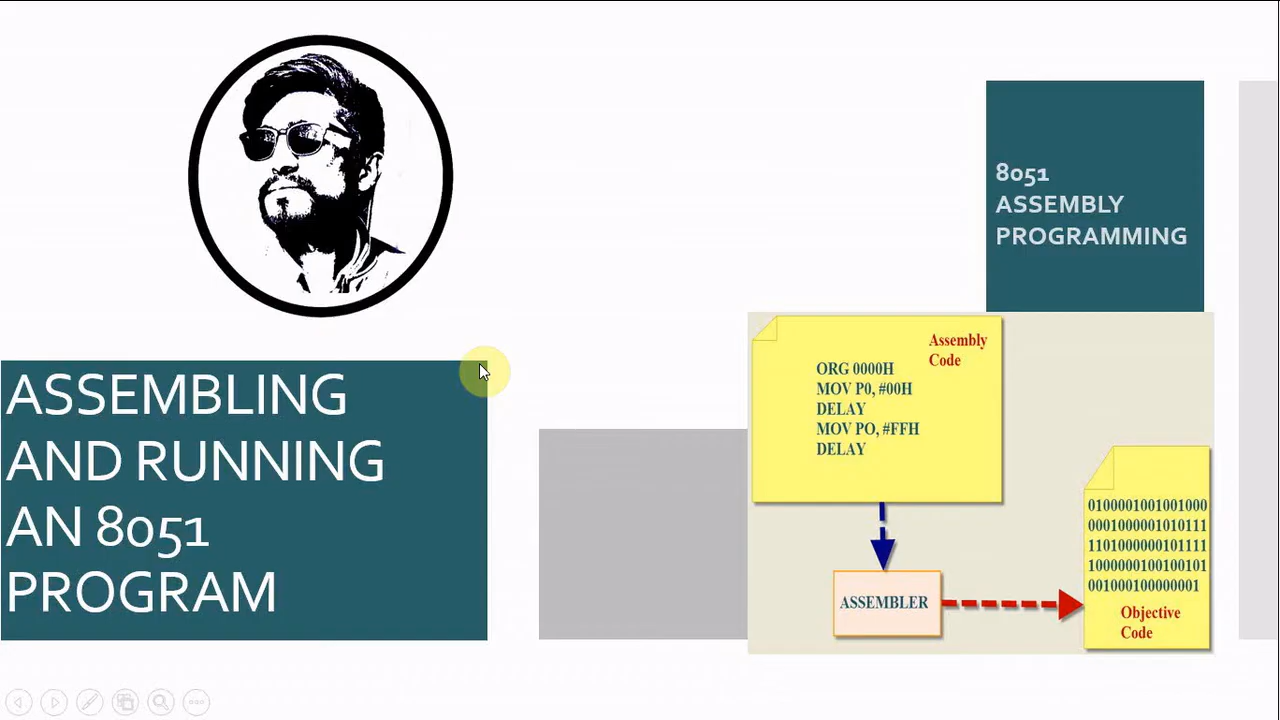 8051
ASSEMBLY
PROGRAMMING
ASSEMBLING
AND RUNNING
AN 8051
PROGRAM
Assembly
Code
ORG 0000H
MOV P0, #00H
DELAY
MOV PO, #FFH
DELAY
ASSEMBLER
0100001001001000
0001000001010111
1101000000101111
1000000100100101
001000100000001
Objective
Code